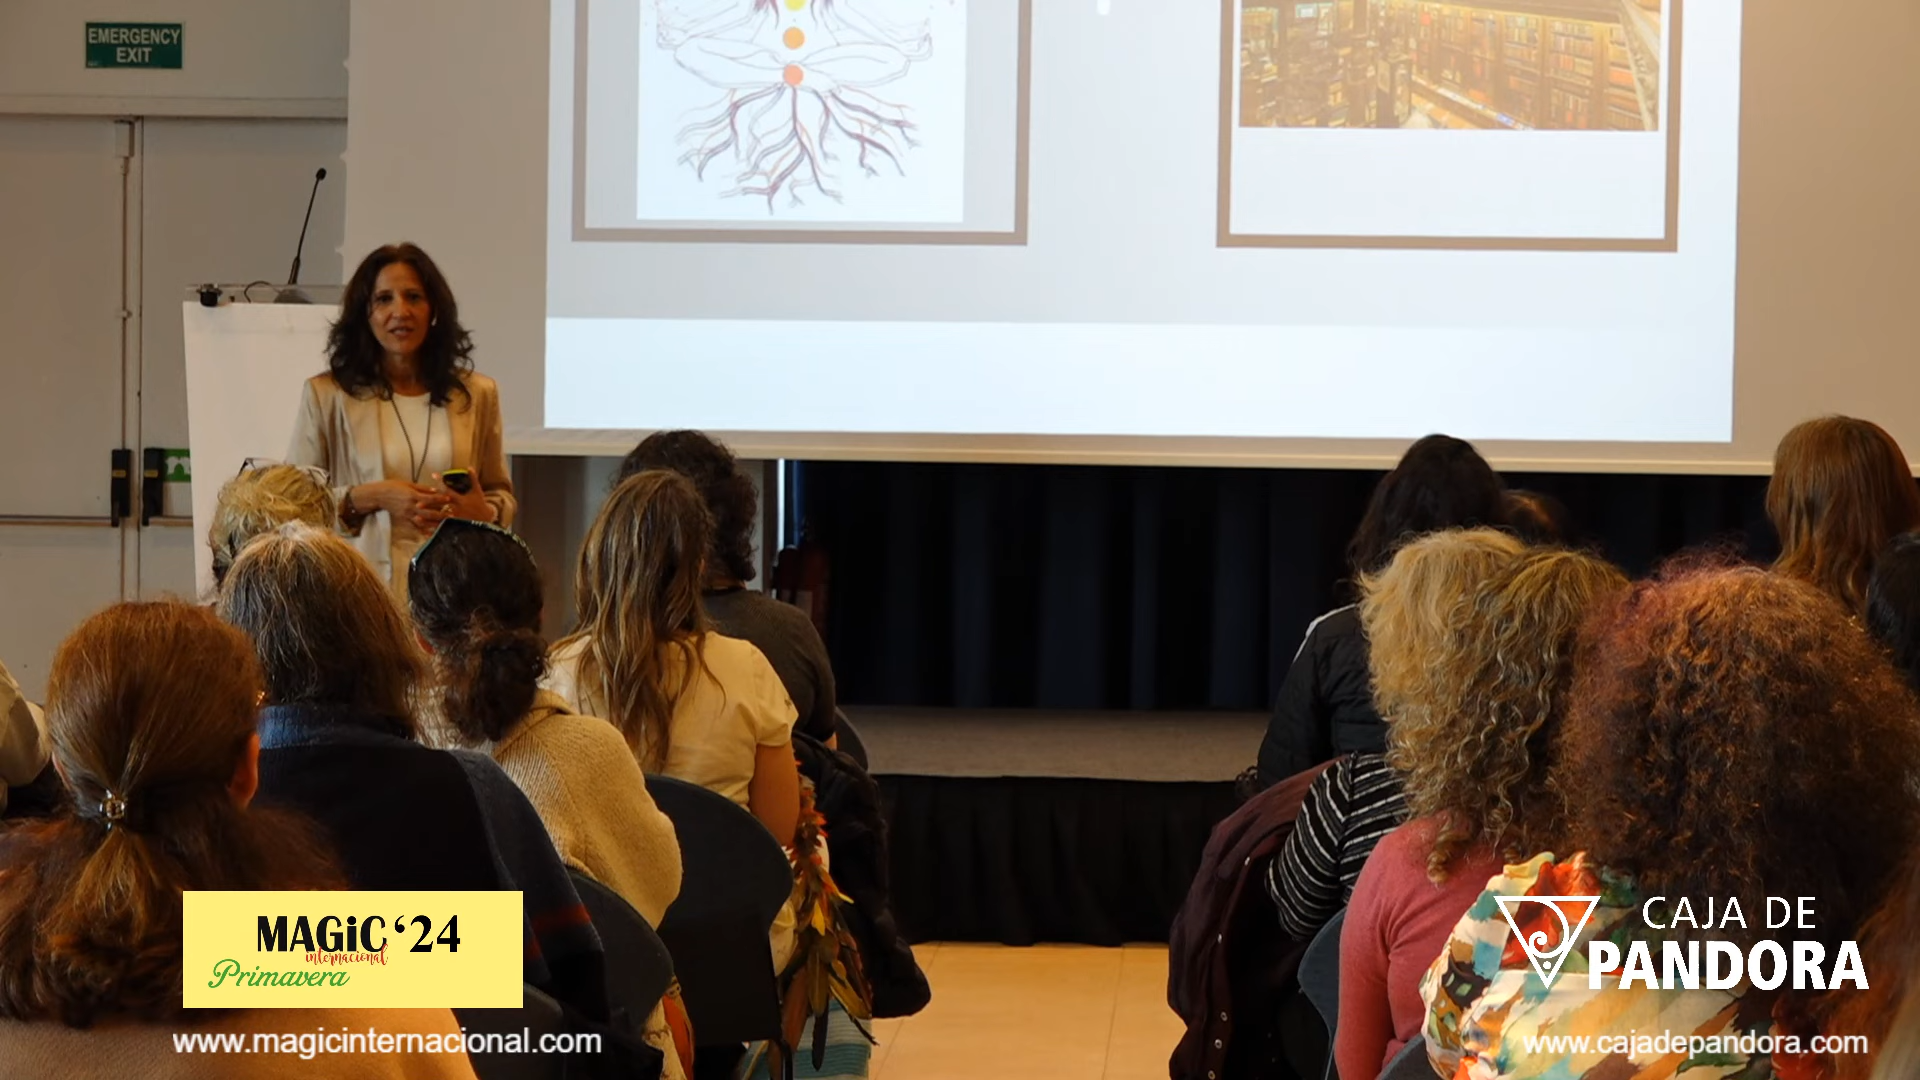 EMERGENCY
EXIT
MAGiC '24
internacional
Primavera
www.magicinternacional.com
CAJA DE
PANDORA
www.cajadepandora.com